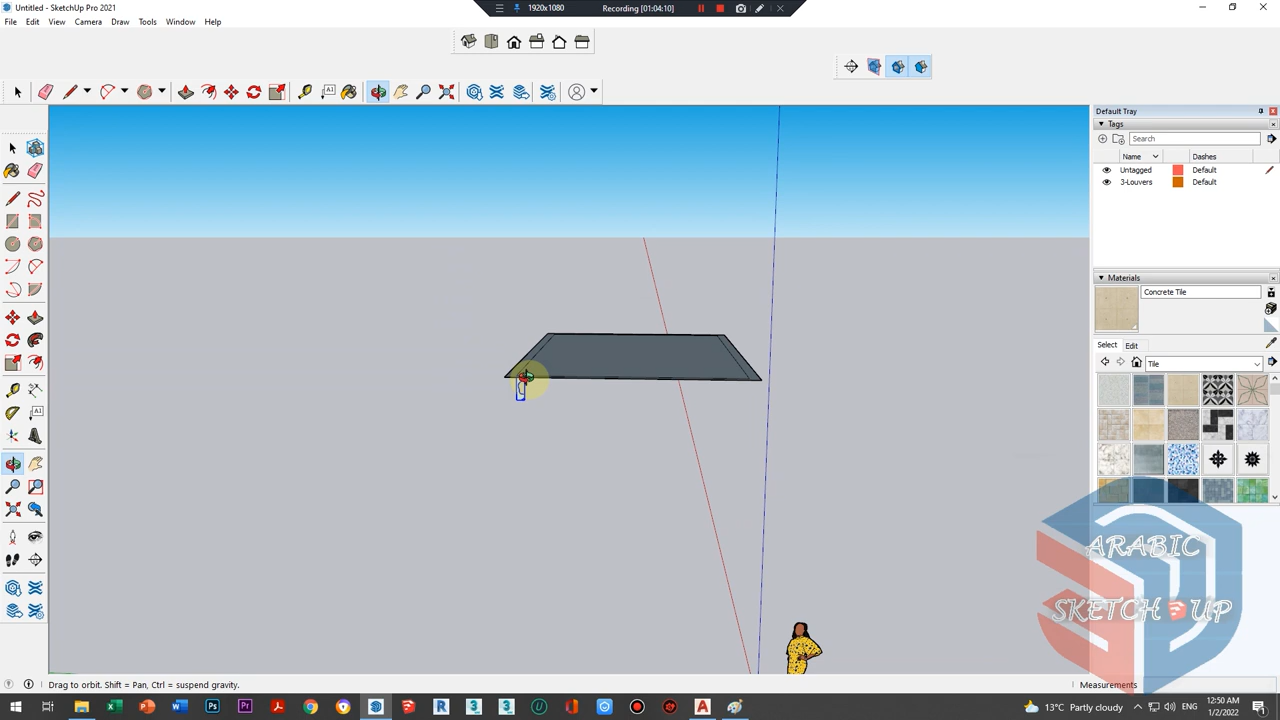 Untitled - SketchUp Pro 2021
1920x1080
Recording [01:04:10]
File Edit View Camera Draw Tools Window Help
Default Tray
Tags
Search
Name Dashes
Untagged Default
3-Louvers Default
Materials
Concrete Tile
Select Edit
Tile
ARABIC
SKETCH UP
Drag to orbit. Shift = Pan, Ctrl = suspend gravity.
Measurements
13°C Partly cloudy
ENG
12:50 AM
1/2/2022